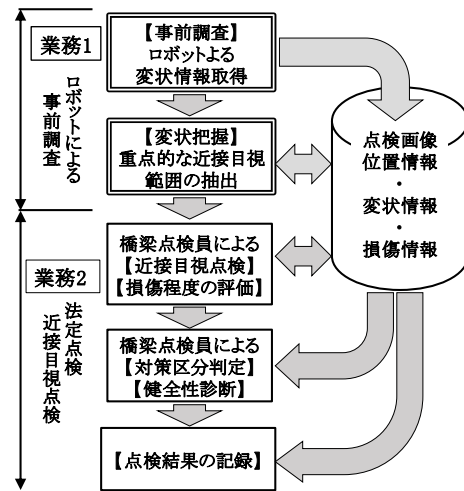 業務1
ロボットによる
事前調査
【事前調査】
ロボットよる
変状情報取得
【変状把握】
重点的な近接目視
範囲の抽出
点検画像
位置情報
・
変状情報
・
損傷情報
業務2
法定点検
近接目視点検
橋梁点検員による
【近接目視点検】
【損傷程度の評価】
橋梁点検員による
【対策区分判定】
【健全性診断】
【点検結果の記録】